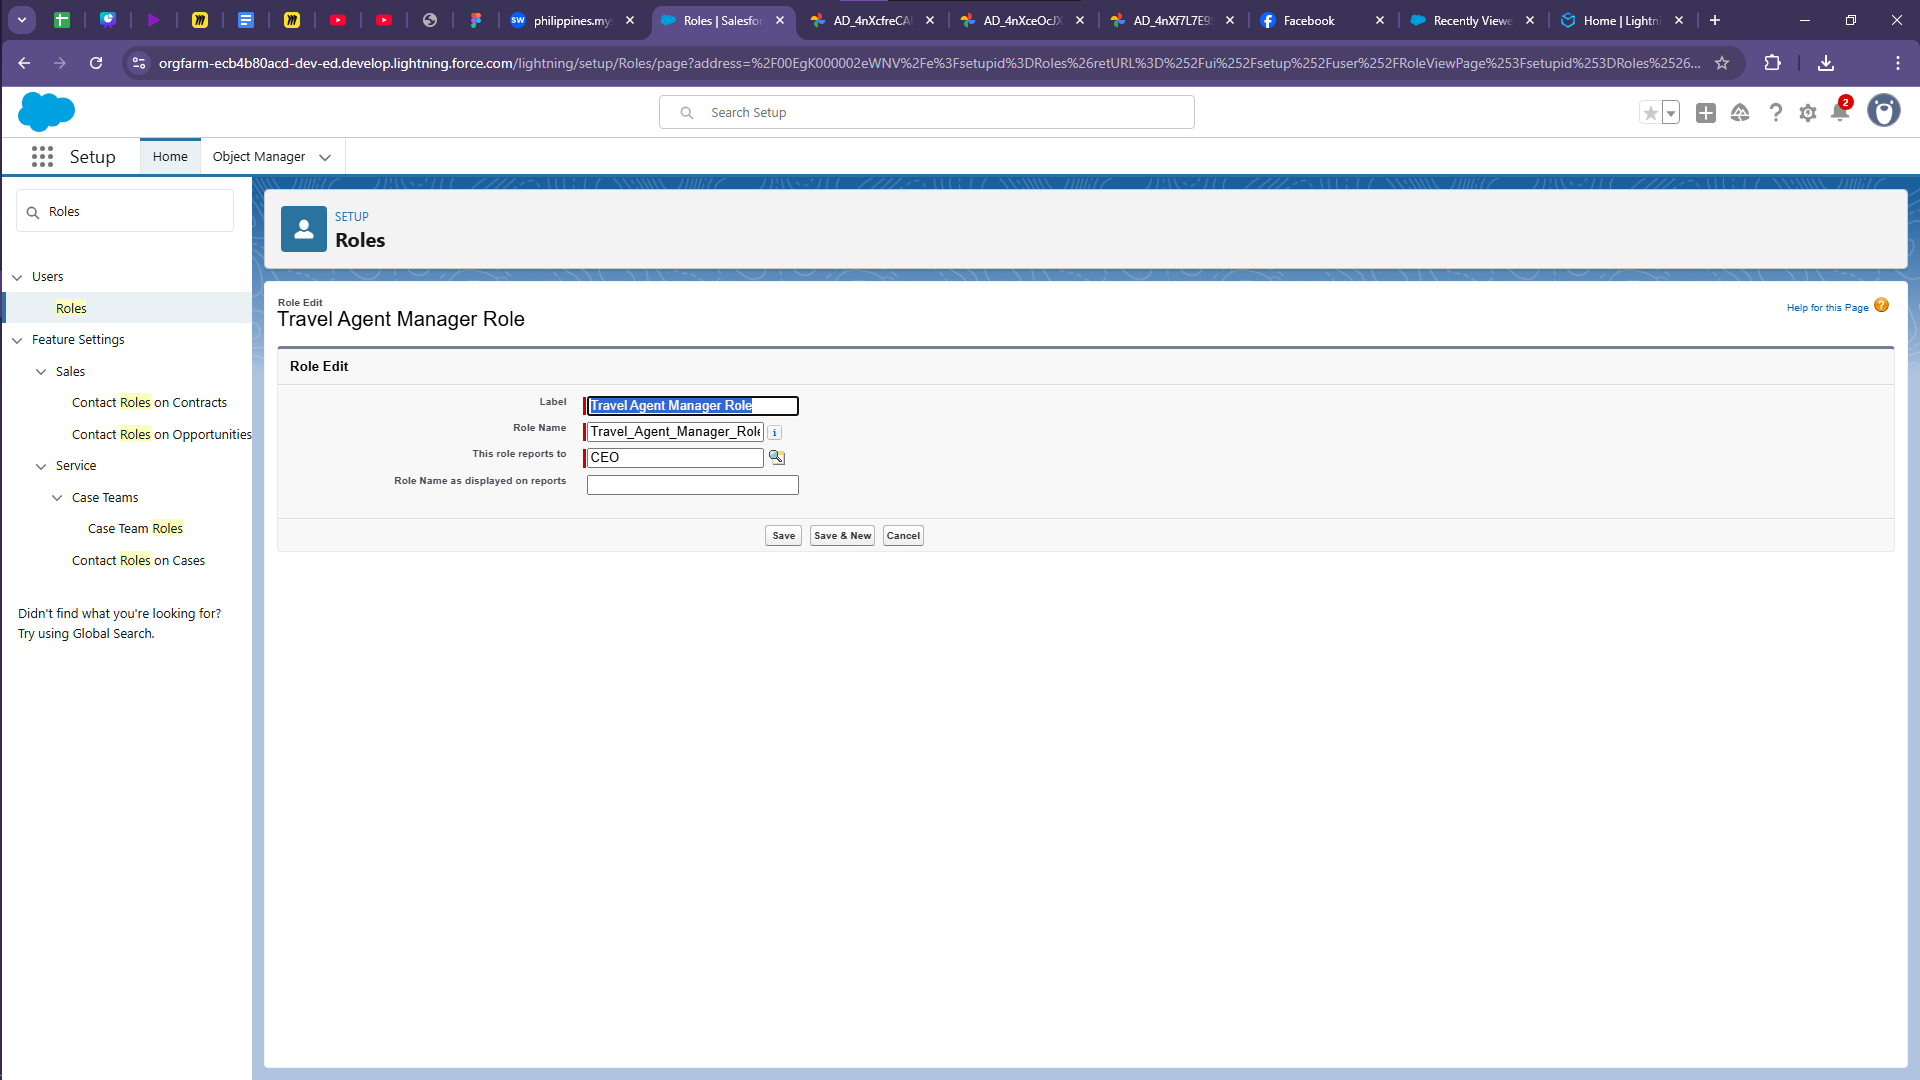 philippines.my
Roles | Salesfor
AD_4nXcfreCA
AD_4nXceOcJX
AD_4nXf7L7E9
Facebook
Recently Viewe
Home | Lightni
orgfarm-ecb4b80acd-dev-ed.develop.lightning.force.com/lightning/setup/Roles/page?address=%2F00EgK000002eWNV%2Fe%3Fsetupid%3DRoles%26retURL%3D%252Fui%252Fsetup%252Fuser%252FRoleViewPage%253Fsetupid%253DRoles%2526...
Search Setup
2
Setup
Home
Object Manager
Roles
Users
Roles
Feature Settings
Sales
Contact Roles on Contracts
Contact Roles on Opportunities
Service
Case Teams
Case Team Roles
Contact Roles on Cases
Didn't find what you're looking for?
Try using Global Search.
SETUP
Roles
Role Edit
Travel Agent Manager Role
Help for this Page
Role Edit
Label
Travel Agent Manager Role
Role Name
Travel_Agent_Manager_Role
This role reports to
CEO
Role Name as displayed on reports
Save
Save & New
Cancel